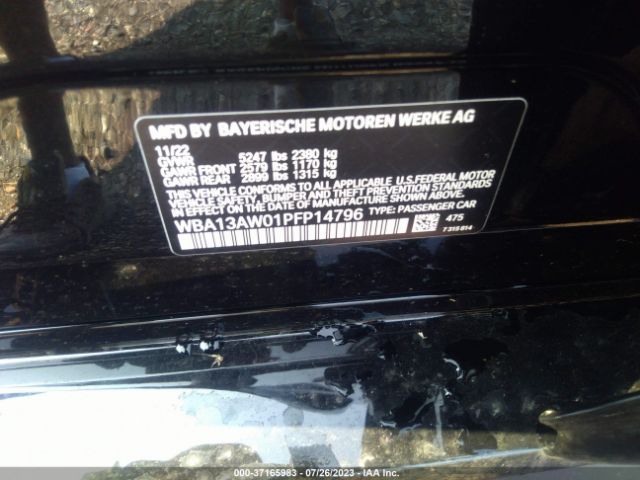 MFD BY BAYERISCHE MOTOREN WERKE AG
11/22
GVWR 5247 lbs 2380 kg
GAWR FRONT 2579 lbs 1170 kg
GAWR REAR 2899 lbs 1315 kg
THIS VEHICLE CONFORMS TO ALL APPLICABLE U.S.FEDERAL MOTOR
VEHICLE SAFETY, BUMPER AND THEFT PREVENTION STANDARDS
IN EFFECT ON THE DATE OF MANUFACTURE SHOWN ABOVE.
WBA13AW01PFP14796 TYPE: PASSENGER CAR
475
7 315 814
000-37165983 - 07/26/2023 - IAA Inc.